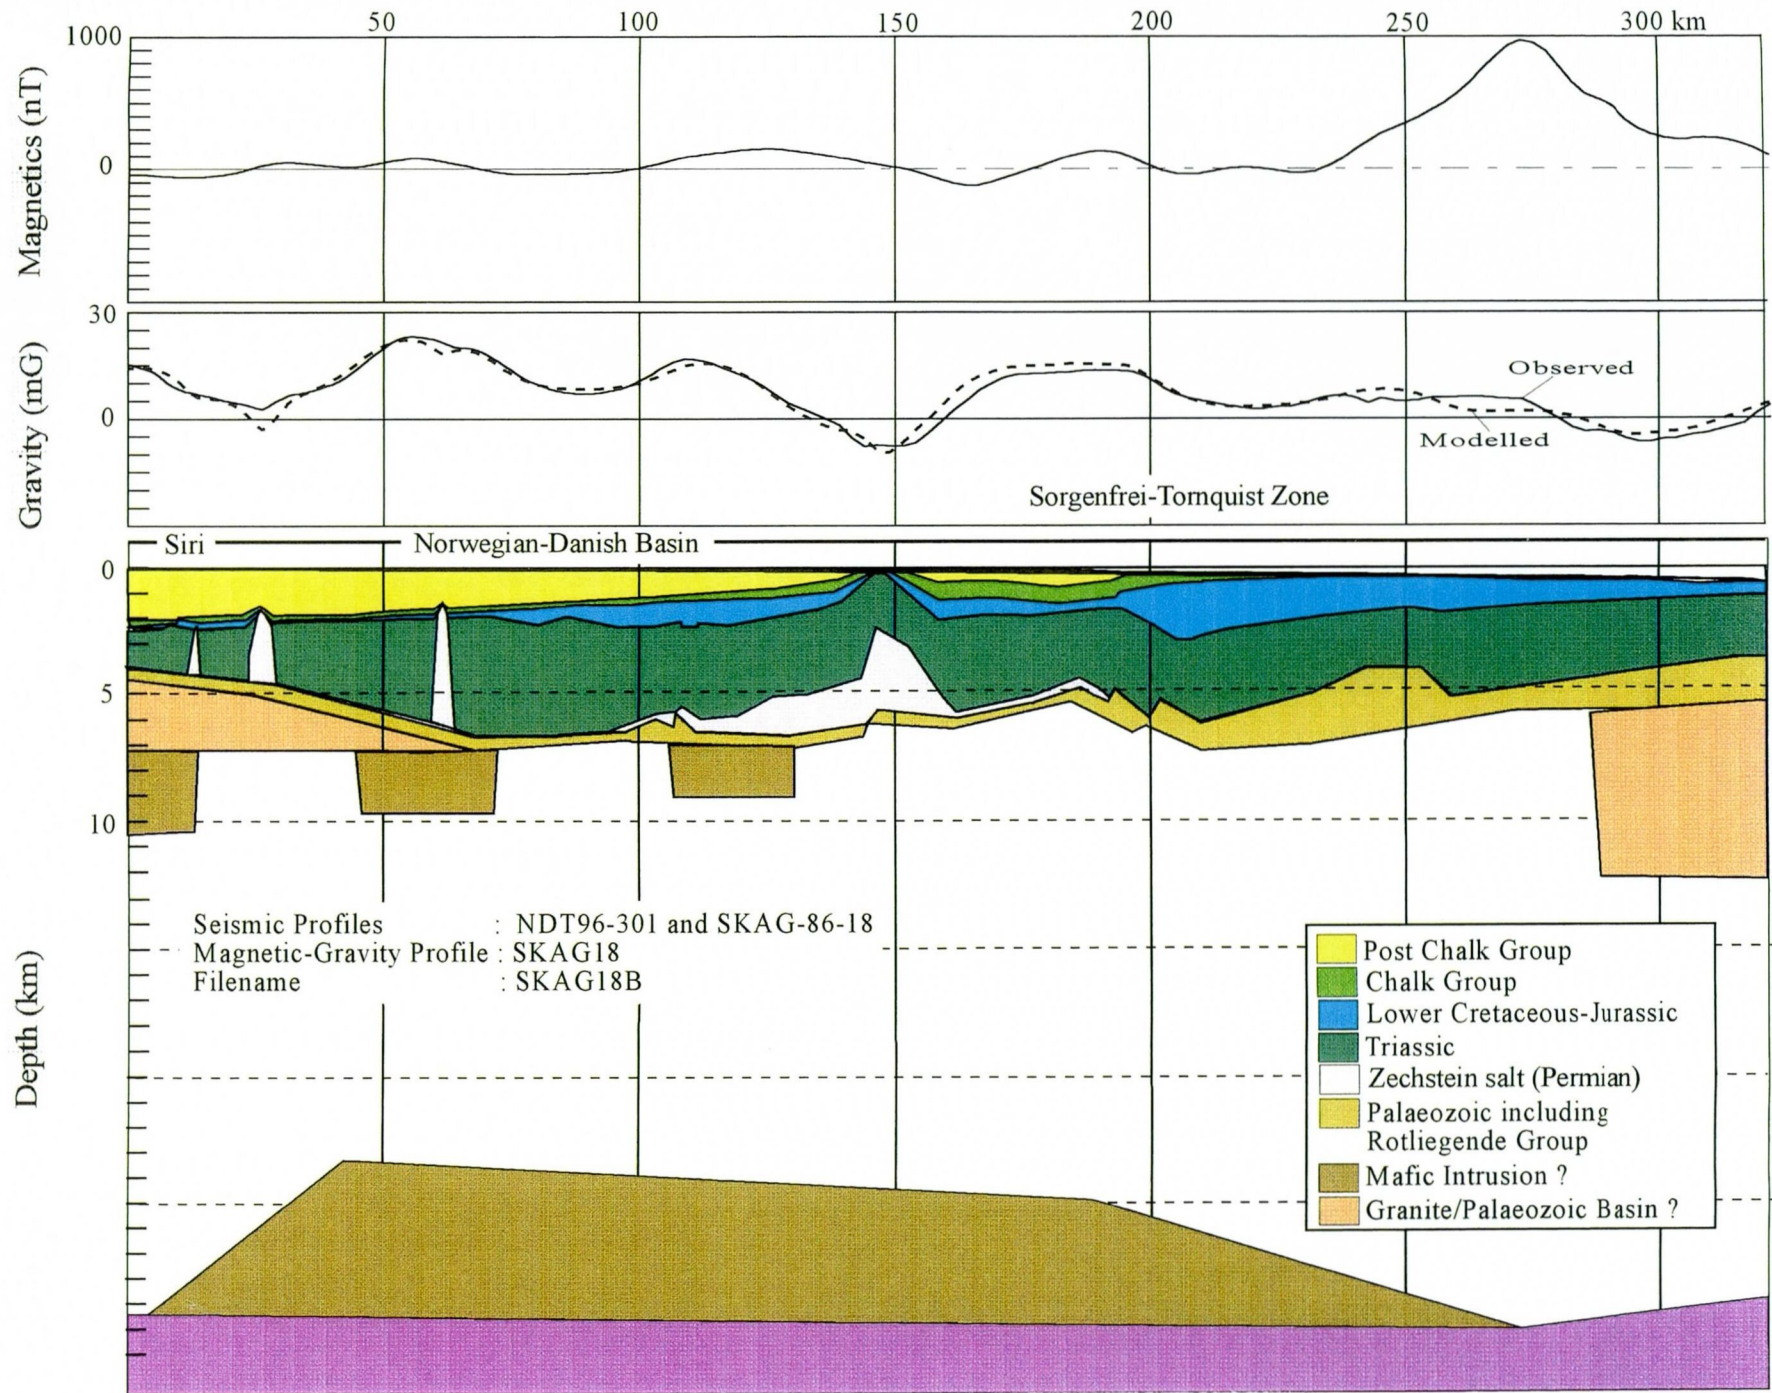 50 100 150 200 250 300 km
1000
0
Magnetics (nT)
30
0
Gravity (mG)
Observed
Modelled
Sorgenfrei-Tornquist Zone
Siri Norwegian-Danish Basin
0
5
10
Depth (km)
Seismic Profiles : NDT96-301 and SKAG-86-18
Magnetic-Gravity Profile : SKAG18
Filename : SKAG18B
Post Chalk Group
Chalk Group
Lower Cretaceous-Jurassic
Triassic
Zechstein salt (Permian)
Palaeozoic including
Rotliegende Group
Mafic Intrusion ?
Granite/Palaeozoic Basin ?